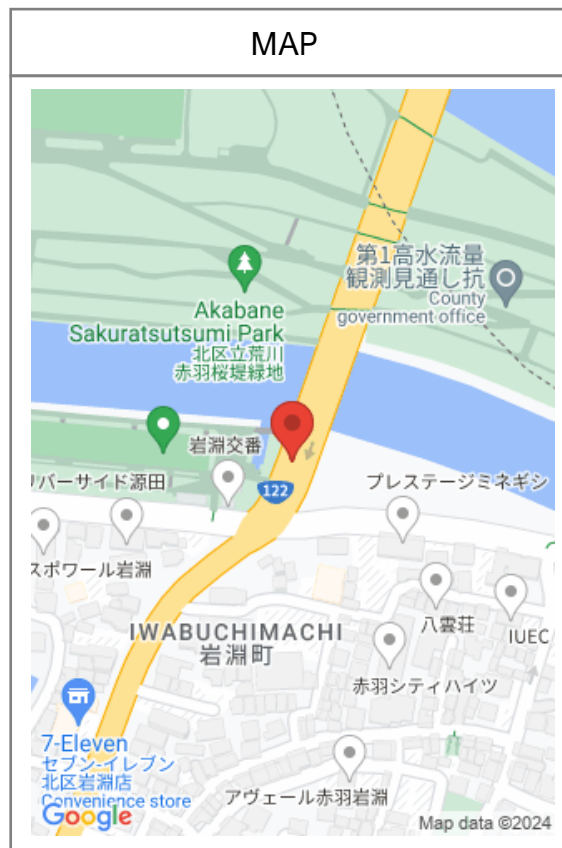 MAP
第1高水流量
観測見通し抗
County
government office
Akabane
Sakuratsutsumi Park
北区立荒川
赤羽桜堤緑地
岩淵交番
リバーサイド源田
122
プレステージミネギシ
スポワール岩淵
八雲荘
IUEC
IWABUCHIMACHI
岩淵町
赤羽シティハイツ
7-Eleven
セブン-イレブン
北区岩淵店
Convenience store
アヴェール赤羽岩淵
Google
Map data ©2024